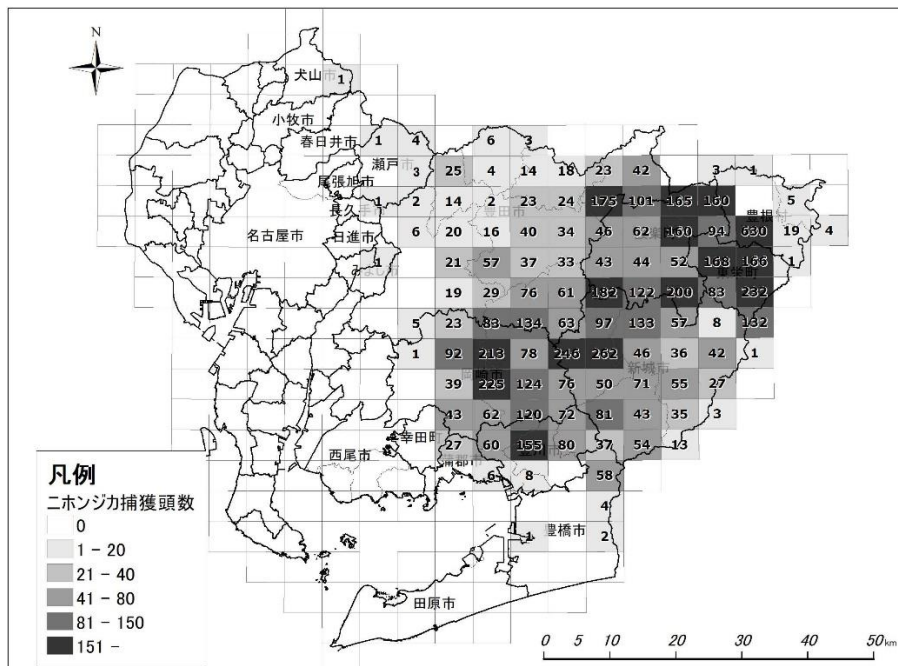 N
犬山市 1
小牧市
春日井市 1 4 6 3
瀬戸市 3 25 4 14 18 23 42 3 1
尾張旭市
長久手市 1 2 14 2 23 24 175 101 165 160 5
豊田市 豊根村
名古屋市 日進市 6 20 16 40 34 46 62 160 94 630 19 4
みよし市 1 21 57 37 33 43 44 52 168 166 1
東栄町
19 29 76 61 182 122 200 83 232
5 23 83 134 63 97 133 57 8 132
1 92 213 78 246 262 46 36 42 1
岡崎市 新城市
39 225 124 76 50 71 55 27
43 62 120 72 81 43 35 3
幸田町
西尾市 27 60 155 80 37 54 13
蒲郡市 豊川市
6 8 58
4
豊橋市
1 2
田原市
凡例
ニホンジカ捕獲頭数
0
1 - 20
21 - 40
41 - 80
81 - 150
151 -
0 5 10 20 30 40 50 km